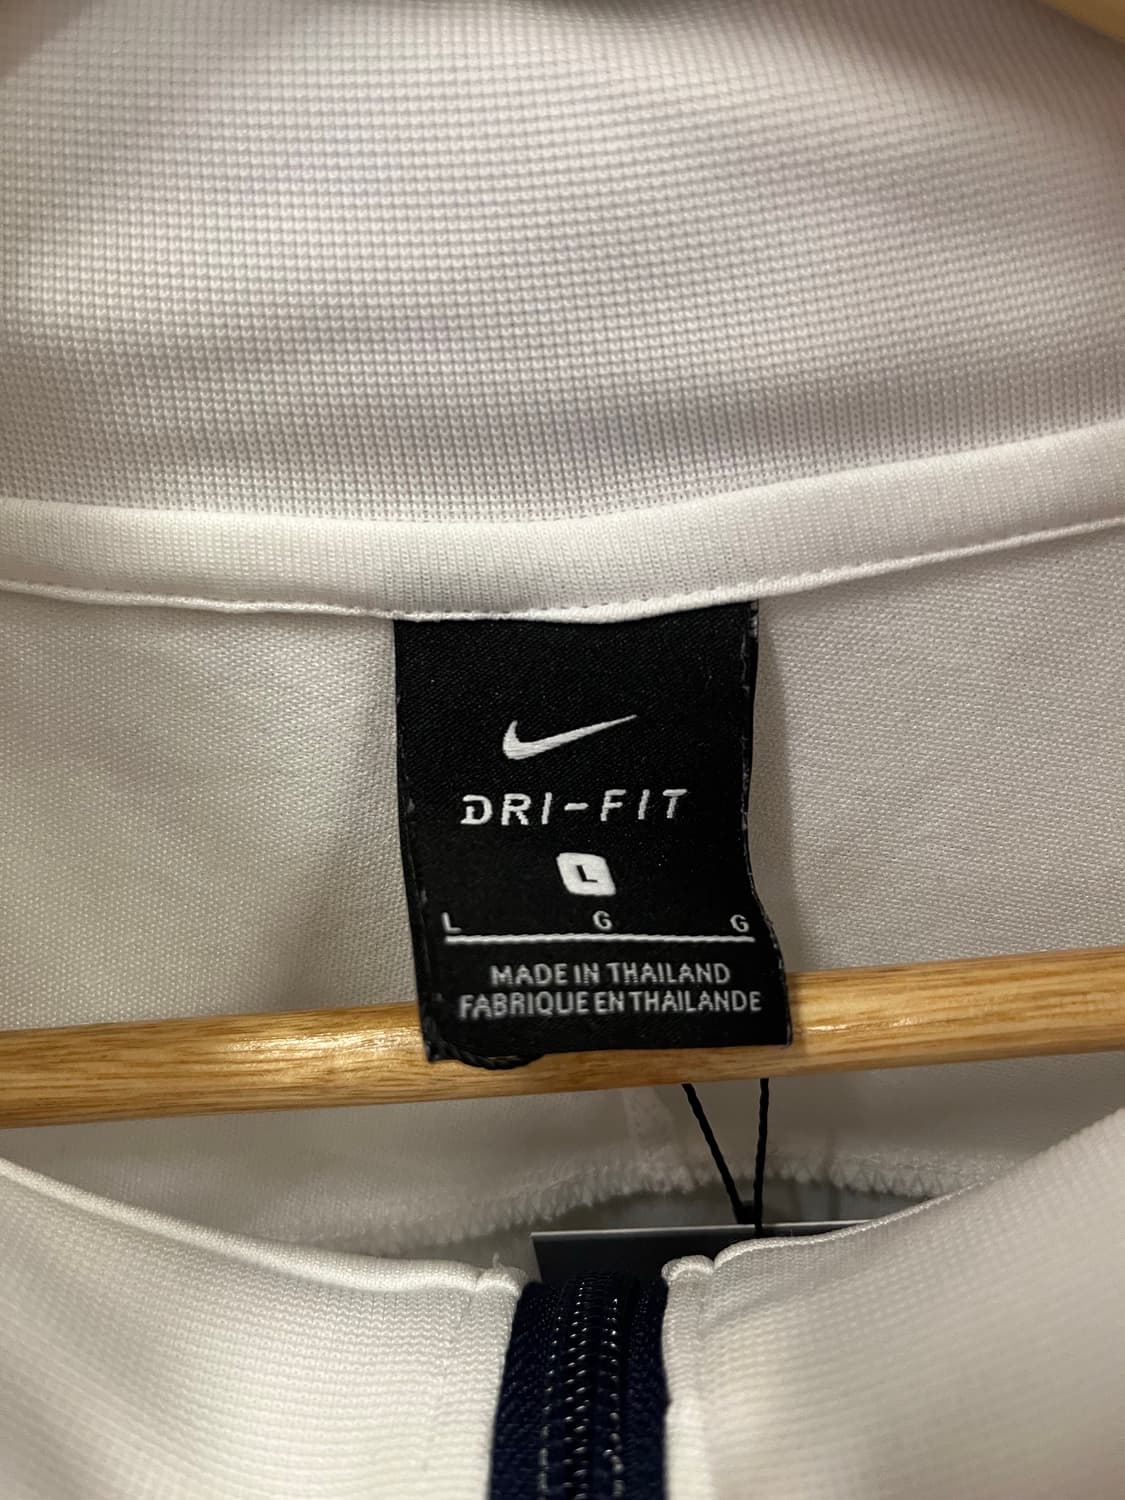 DRI-FIT
L
L G G
MADE IN THAILAND
FABRIQUE EN THAILANDE